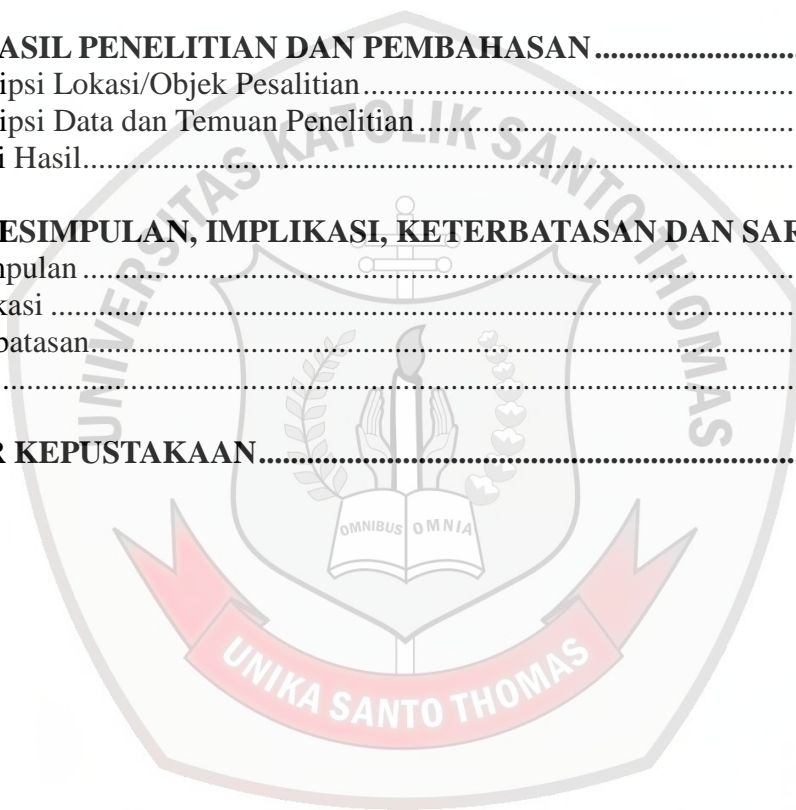 ASIL PENELITIAN DAN PEMBAHASAN
ipsi Lokasi/Objek Pesalitian
ipsi Data dan Temuan Penelitian
i Hasil
ESIMPULAN, IMPLIKASI, KETERBATASAN DAN SAR
npulan
kasi
batasan
R KEPUSTAKAAN
UNIVERSITAS KATOLIK SANTO THOMAS
OMNIBUS OMNIA
UNIKA SANTO THOMAS